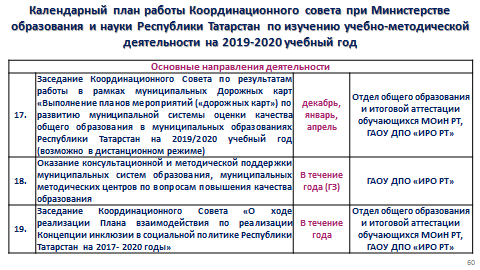 Календарный план работы Координационного совета при Министерстве
образования и науки Республики Татарстан по изучению учебно-методической
деятельности на 2019-2020 учебный год
Основные направления деятельности
17.
Заседание Координационного Совета по результатам
работы в рамках муниципальных Дорожных карт
«Выполнение планов мероприятий («дорожных карт») по
развитию муниципальной системы оценки качества
общего образования в муниципальных образованиях
Республики Татарстан на 2019/2020 учебный год
(возможно в дистанционном режиме)
декабрь,
январь,
апрель
Отдел общего образования
и итоговой аттестации
обучающихся МОиН РТ,
ГАОУ ДПО «ИРО РТ»
18.
Оказание консультационной и методической поддержки
муниципальных систем образования, муниципальных
методических центров по вопросам повышения качества
образования
В течение
года (ГЗ)
ГАОУ ДПО «ИРО РТ»
19.
Заседание Координационного Совета «О ходе
реализации Плана взаимодействия по реализации
Концепции инклюзии в социальной политике Республики
Татарстан на 2017- 2020 годы»
В течение
года
Отдел общего образования
и итоговой аттестации
обучающихся МОиН РТ,
ГАОУ ДПО «ИРО РТ»
60